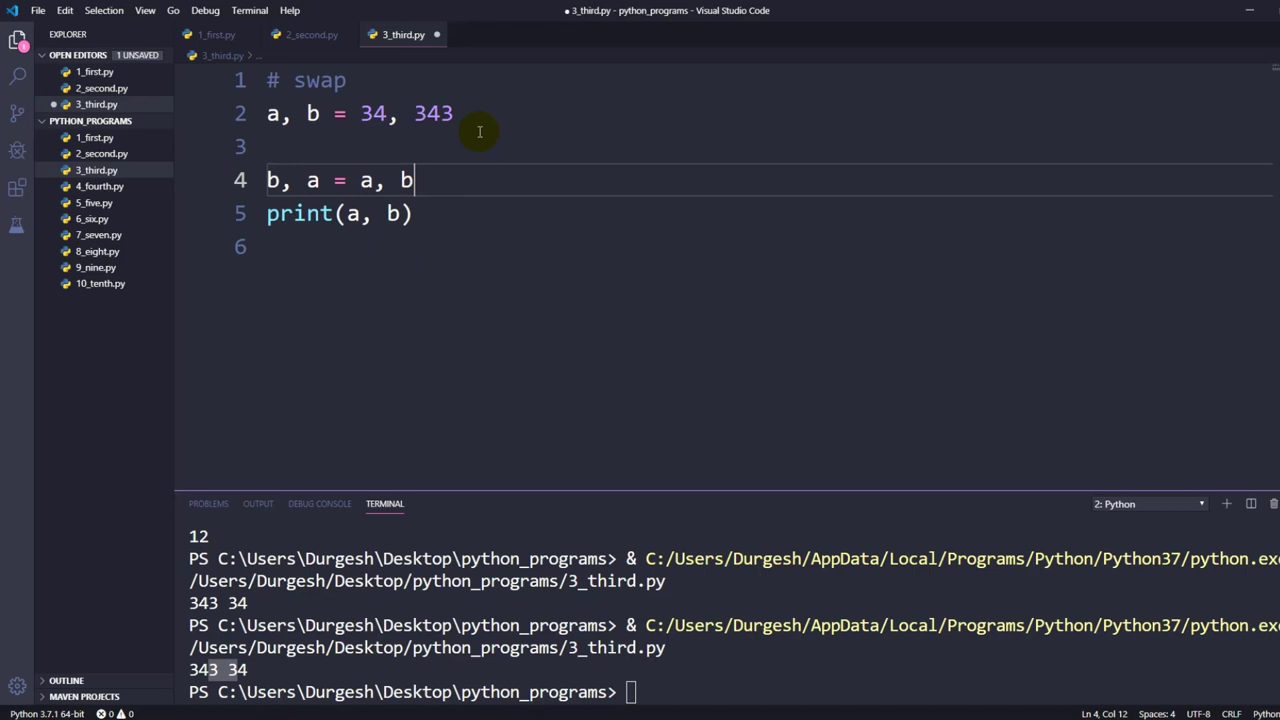 File Edit Selection View Go Debug Terminal Help
● 3_third.py - python_programs - Visual Studio Code
EXPLORER
OPEN EDITORS 1 UNSAVED
1_first.py
2_second.py
3_third.py
PYTHON_PROGRAMS
1_first.py
2_second.py
3_third.py
4_fourth.py
5_five.py
6_six.py
7_seven.py
8_eight.py
9_nine.py
10_tenth.py
OUTLINE
MAVEN PROJECTS
1_first.py 2_second.py 3_third.py ●
3_third.py > ...
1 # swap
2 a, b = 34, 343
3
4 b, a = a, b
5 print(a, b)
6
PROBLEMS OUTPUT DEBUG CONSOLE TERMINAL 2: Python
12
PS C:\Users\Durgesh\Desktop\python_programs> & C:/Users/Durgesh/AppData/Local/Programs/Python/Python37/python.exe
/Users/Durgesh/Desktop/python_programs/3_third.py
343 34
PS C:\Users\Durgesh\Desktop\python_programs> & C:/Users/Durgesh/AppData/Local/Programs/Python/Python37/python.exe
/Users/Durgesh/Desktop/python_programs/3_third.py
343 34
PS C:\Users\Durgesh\Desktop\python_programs>
Python 3.7.1 64-bit 0 0 Ln 4, Col 12 Spaces: 4 UTF-8 CRLF Python